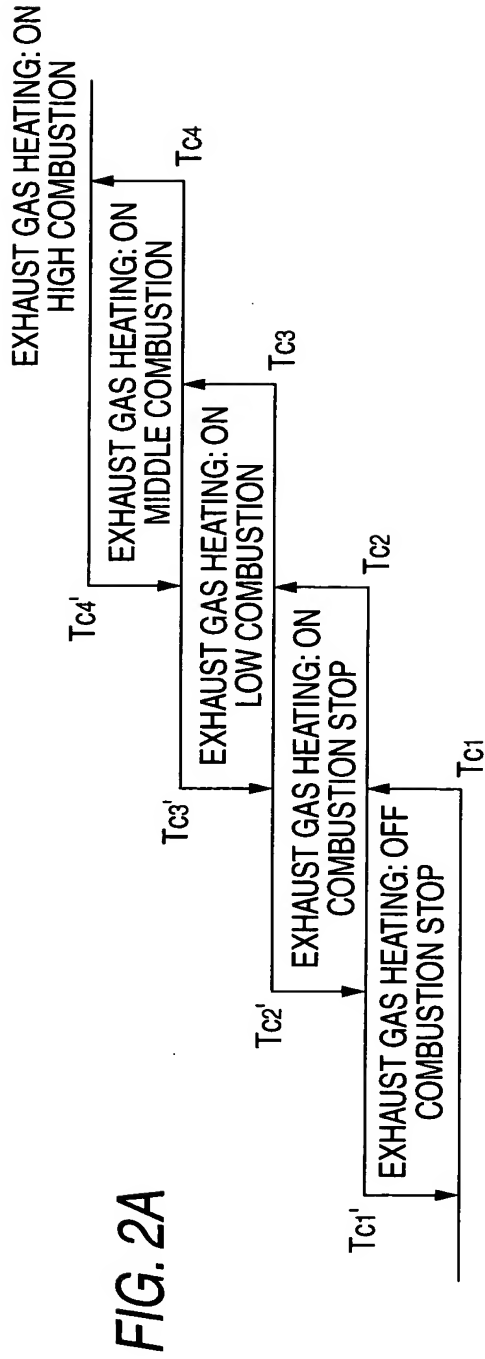 FIG. 2A
EXHAUST GAS HEATING: ON
HIGH COMBUSTION
Tc4'
Tc4
EXHAUST GAS HEATING: ON
MIDDLE COMBUSTION
Tc3'
Tc3
EXHAUST GAS HEATING: ON
LOW COMBUSTION
Tc2'
Tc2
EXHAUST GAS HEATING: ON
COMBUSTION STOP
Tc1'
Tc1
EXHAUST GAS HEATING: OFF
COMBUSTION STOP